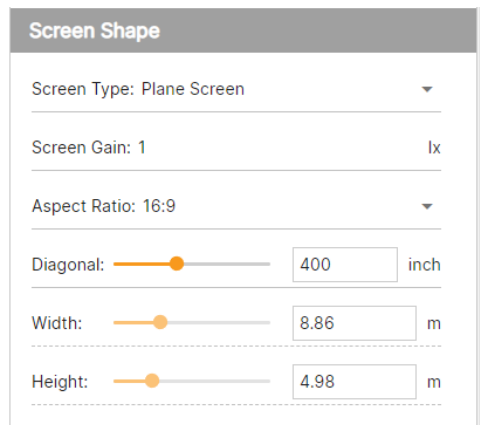 Screen Shape
Screen Type: Plane Screen
Screen Gain: 1 lx
Aspect Ratio: 16:9
Diagonal: 400 inch
Width: 8.86 m
Height: 4.98 m